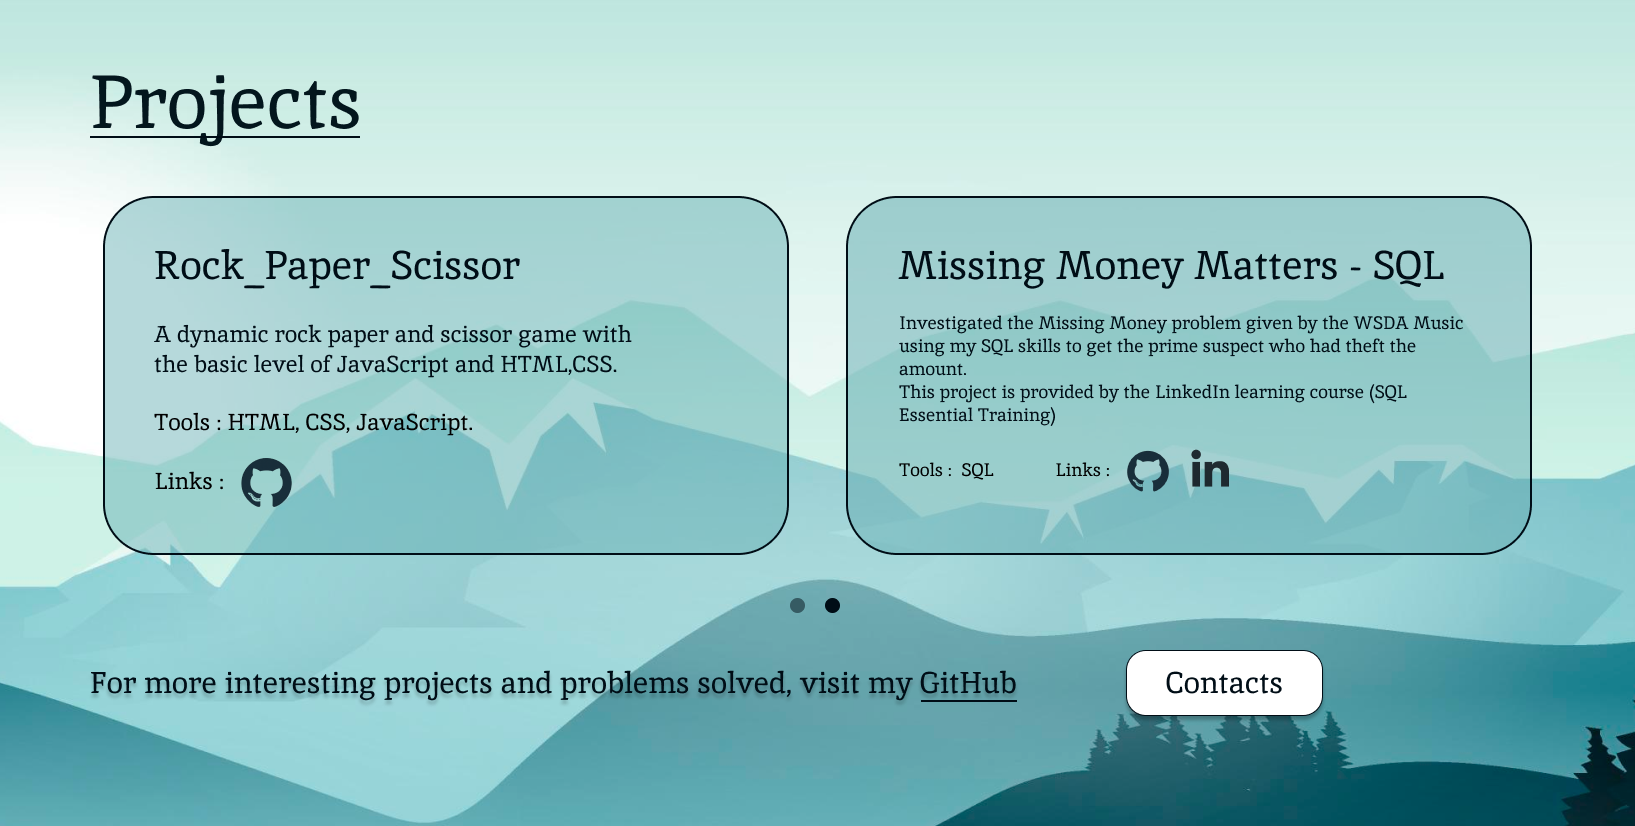 Projects
Rock_Paper_Scissor
A dynamic rock paper and scissor game with
the basic level of JavaScript and HTML,CSS.
Tools : HTML, CSS, JavaScript.
Links :
Missing Money Matters - SQL
Investigated the Missing Money problem given by the WSDA Music
using my SQL skills to get the prime suspect who had theft the
amount.
This project is provided by the LinkedIn learning course (SQL
Essential Training)
Tools : SQL Links : in
For more interesting projects and problems solved, visit my GitHub
Contacts